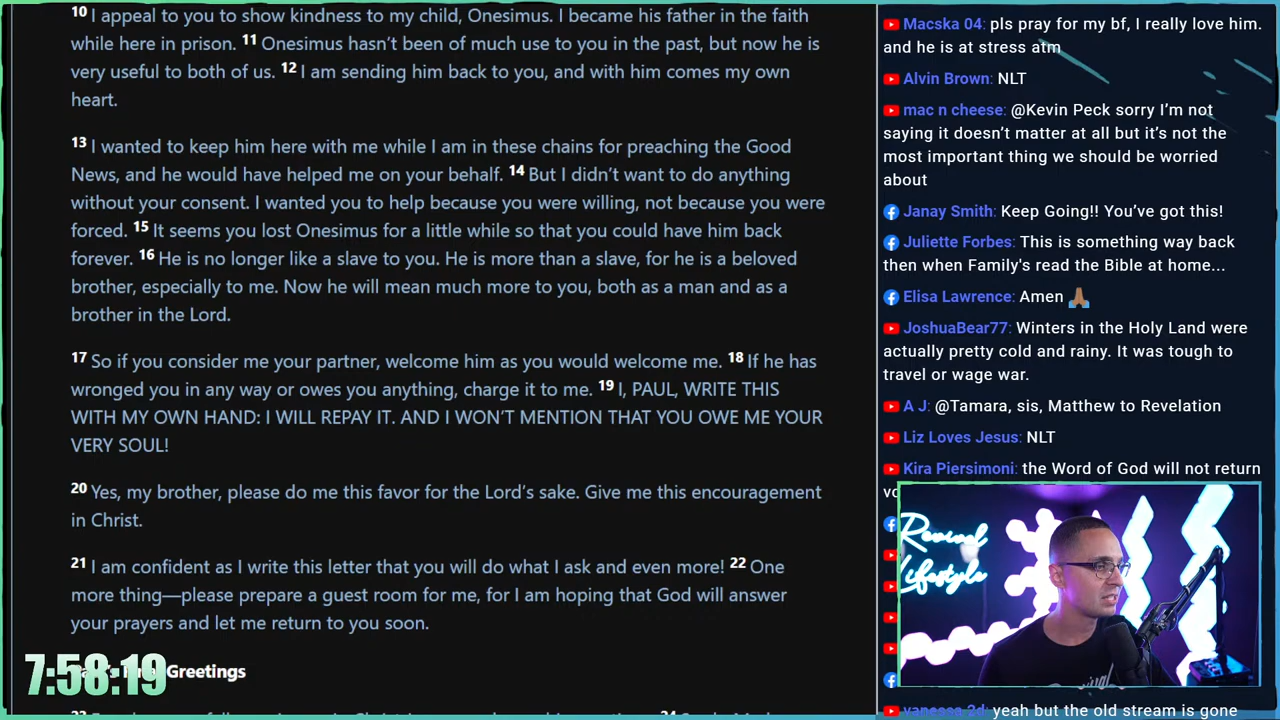 10 I appeal to you to show kindness to my child, Onesimus. I became his father in the faith
while here in prison. 11 Onesimus hasn’t been of much use to you in the past, but now he is
very useful to both of us. 12 I am sending him back to you, and with him comes my own
heart.
13 I wanted to keep him here with me while I am in these chains for preaching the Good
News, and he would have helped me on your behalf. 14 But I didn’t want to do anything
without your consent. I wanted you to help because you were willing, not because you were
forced. 15 It seems you lost Onesimus for a little while so that you could have him back
forever. 16 He is no longer like a slave to you. He is more than a slave, for he is a beloved
brother, especially to me. Now he will mean much more to you, both as a man and as a
brother in the Lord.
17 So if you consider me your partner, welcome him as you would welcome me. 18 If he has
wronged you in any way or owes you anything, charge it to me. 19 I, PAUL, WRITE THIS
WITH MY OWN HAND: I WILL REPAY IT. AND I WON’T MENTION THAT YOU OWE ME YOUR
VERY SOUL!
20 Yes, my brother, please do me this favor for the Lord’s sake. Give me this encouragement
in Christ.
21 I am confident as I write this letter that you will do what I ask and even more! 22 One
more thing—please prepare a guest room for me, for I am hoping that God will answer
your prayers and let me return to you soon.
Greetings
7:58:19
Macska 04: pls pray for my bf, I really love him.
and he is at stress atm
Alvin Brown: NLT
mac n cheese: @Kevin Peck sorry I’m not
saying it doesn’t matter at all but it’s not the
most important thing we should be worried
about
Janay Smith: Keep Going!! You’ve got this!
Juliette Forbes: This is something way back
then when Family's read the Bible at home...
Elisa Lawrence: Amen 🙏🏽
JoshuaBear77: Winters in the Holy Land were
actually pretty cold and rainy. It was tough to
travel or wage war.
A J: @Tamara, sis, Matthew to Revelation
Liz Loves Jesus: NLT
Kira Piersimoni: the Word of God will not return
Revival
Lifestyle
vanessa 2d: yeah but the old stream is gone